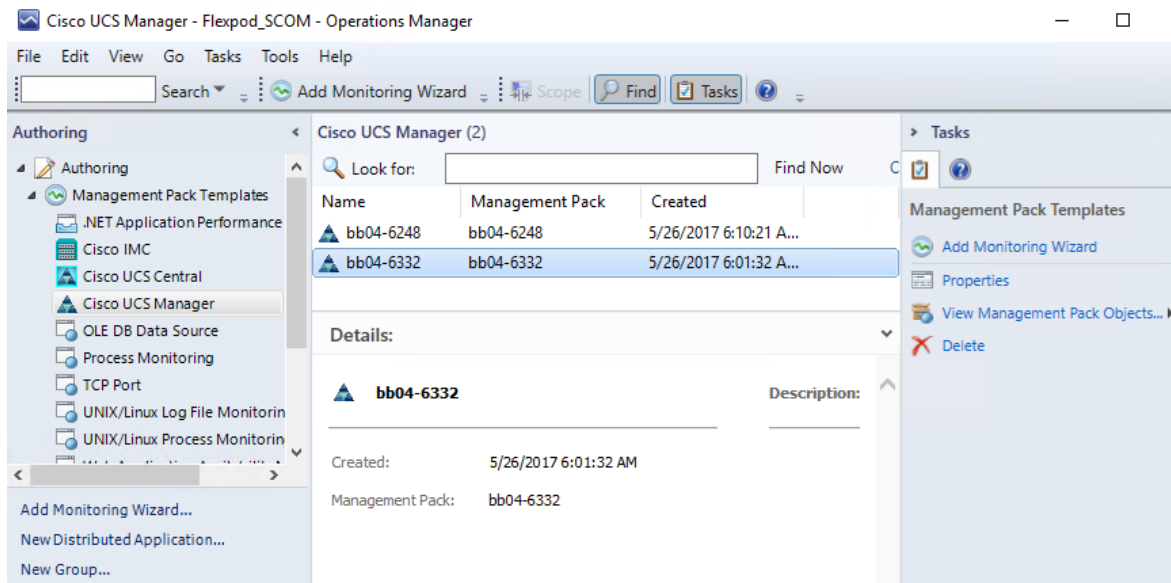 Cisco UCS Manager - Flexpod_SCOM - Operations Manager
File Edit View Go Tasks Tools Help
Search Add Monitoring Wizard Scope Find Tasks
Authoring
Authoring
Management Pack Templates
.NET Application Performance
Cisco IMC
Cisco UCS Central
Cisco UCS Manager
OLE DB Data Source
Process Monitoring
TCP Port
UNIX/Linux Log File Monitorin
UNIX/Linux Process Monitorin
Add Monitoring Wizard...
New Distributed Application...
New Group...
Cisco UCS Manager (2)
Look for: Find Now C
Name Management Pack Created
bb04-6248 bb04-6248 5/26/2017 6:10:21 A...
bb04-6332 bb04-6332 5/26/2017 6:01:32 A...
Details:
bb04-6332 Description:
Created: 5/26/2017 6:01:32 AM
Management Pack: bb04-6332
Tasks
Management Pack Templates
Add Monitoring Wizard
Properties
View Management Pack Objects...
Delete